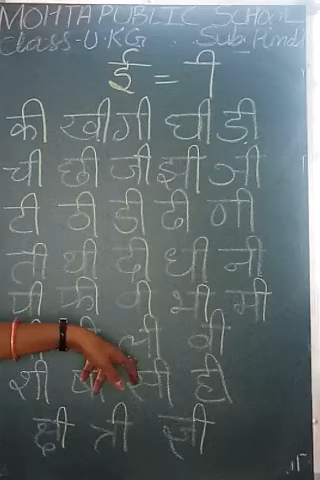 MOHTA PUBLIC SCHOOL
Class-U.KG. Sub. Hindi
ई = ी
की खी गी घी ङी
ची छी जी झी ञी
टी ठी डी ढी णी
ती थी दी धी नी
पी फी बी भी मी
ली वी
शी सी ही
क्षी त्री ज्ञी